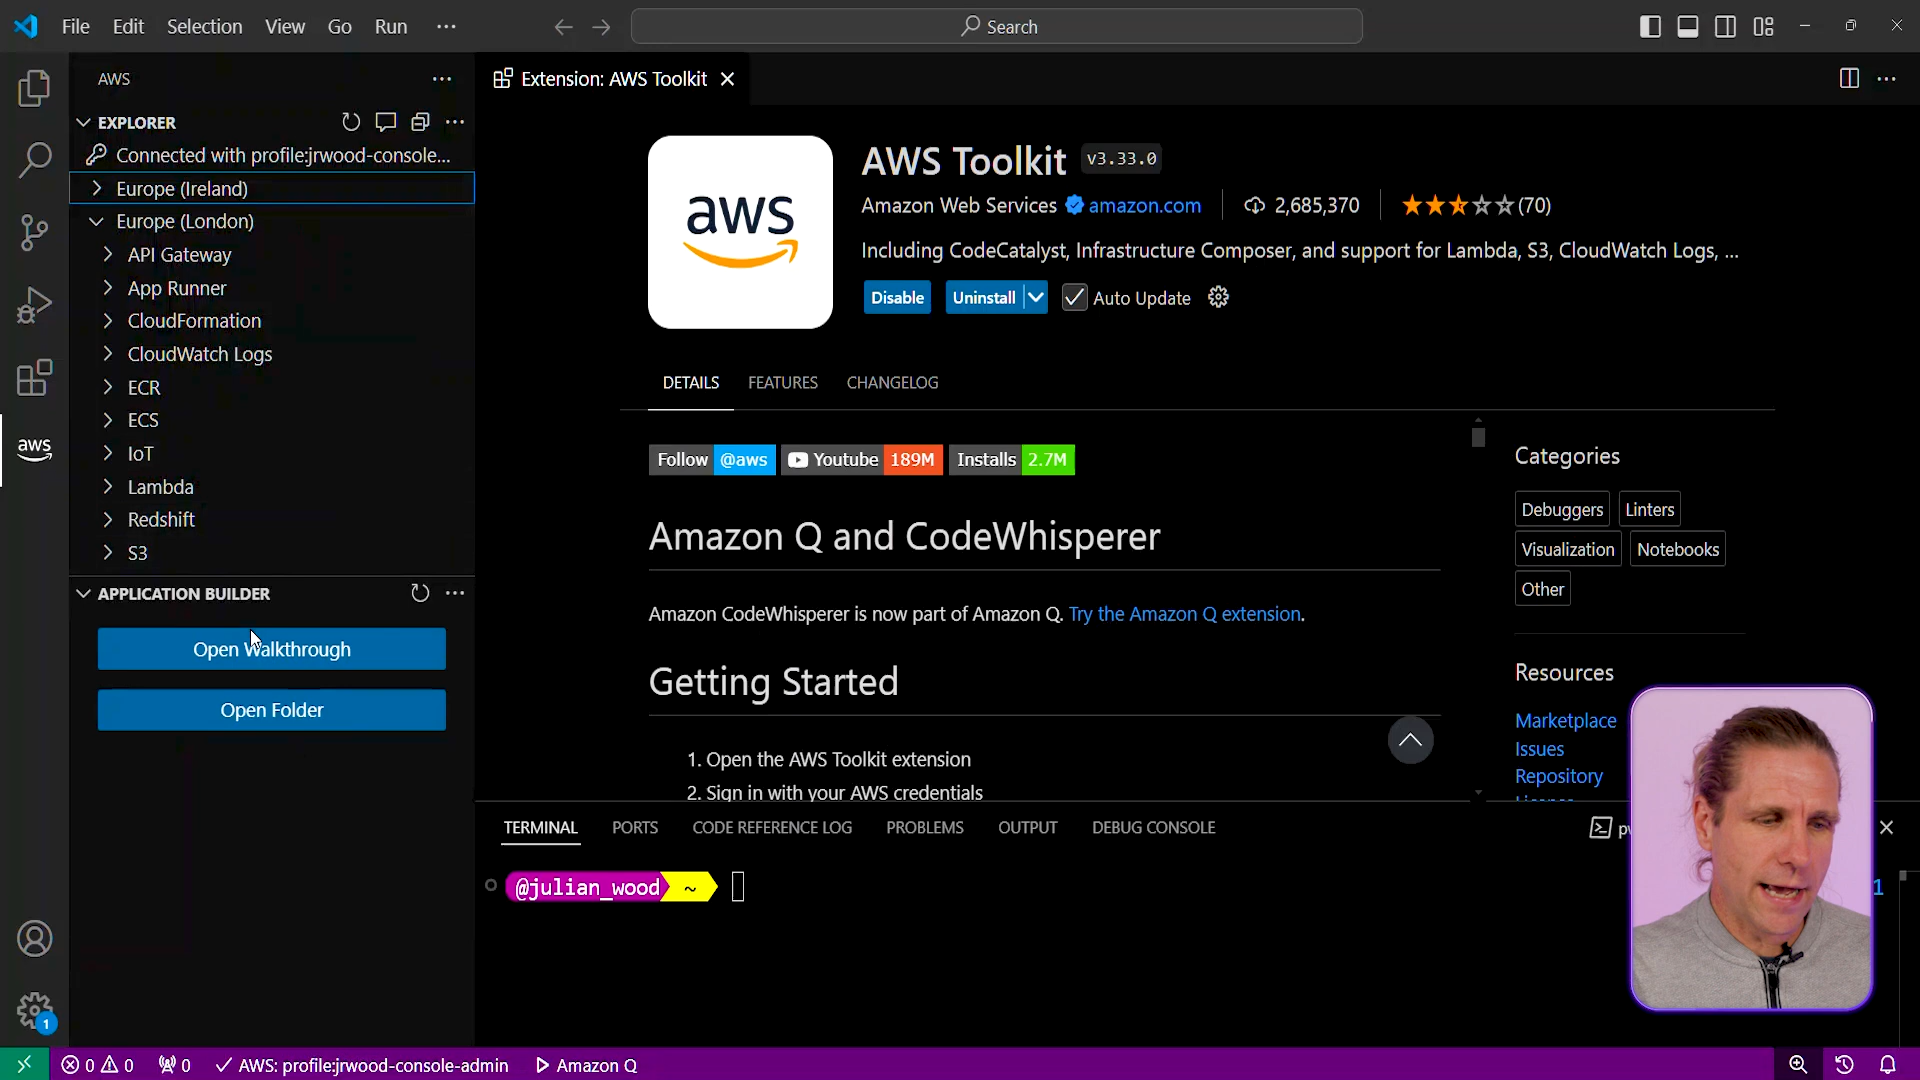 File Edit Selection View Go Run ···
Search
AWS
Extension: AWS Toolkit
EXPLORER
Connected with profile:jrwood-console...
Europe (Ireland)
Europe (London)
API Gateway
App Runner
CloudFormation
CloudWatch Logs
ECR
ECS
IoT
Lambda
Redshift
S3
aws
APPLICATION BUILDER
Open Walkthrough
Open Folder
1
aws
AWS Toolkit v3.33.0
Amazon Web Services amazon.com 2,685,370 (70)
Including CodeCatalyst, Infrastructure Composer, and support for Lambda, S3, CloudWatch Logs, ...
Disable Uninstall Auto Update
DETAILS FEATURES CHANGELOG
Follow @aws Youtube 189M Installs 2.7M
Amazon Q and CodeWhisperer
Amazon CodeWhisperer is now part of Amazon Q. Try the Amazon Q extension.
Getting Started
1. Open the AWS Toolkit extension
2. Sign in with your AWS credentials
Categories
Debuggers Linters
Visualization Notebooks
Other
Resources
Marketplace
Issues
Repository
TERMINAL PORTS CODE REFERENCE LOG PROBLEMS OUTPUT DEBUG CONSOLE
@julian_wood ~
1
0 0 0 AWS: profile:jrwood-console-admin Amazon Q